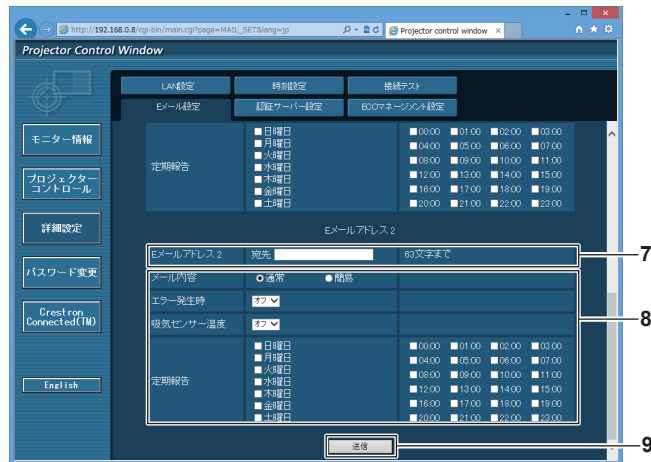 http://192.168.0.8/cgi-bin/main.cgi?page=MAIL_SET&lang=jp
Projector control window
Projector Control Window
LAN設定 時刻設定 接続テスト
Eメール設定 認証サーバー設定 ECOマネージメント設定
モニター情報
プロジェクター
コントロール
詳細設定
パスワード変更
Crestron
Connected(TM)
English
定期報告
日曜日
月曜日
火曜日
水曜日
木曜日
金曜日
土曜日
00:00 01:00 02:00 03:00
04:00 05:00 06:00 07:00
08:00 09:00 10:00 11:00
12:00 13:00 14:00 15:00
16:00 17:00 18:00 19:00
20:00 21:00 22:00 23:00
Eメールアドレス 2
Eメールアドレス 2 宛先 63文字まで
7
メール内容 通常 簡易
エラー発生時 オフ
8
吸気センサー温度 オフ
定期報告
日曜日
月曜日
火曜日
水曜日
木曜日
金曜日
土曜日
00:00 01:00 02:00 03:00
04:00 05:00 06:00 07:00
08:00 09:00 10:00 11:00
12:00 13:00 14:00 15:00
16:00 17:00 18:00 19:00
20:00 21:00 22:00 23:00
送信
9